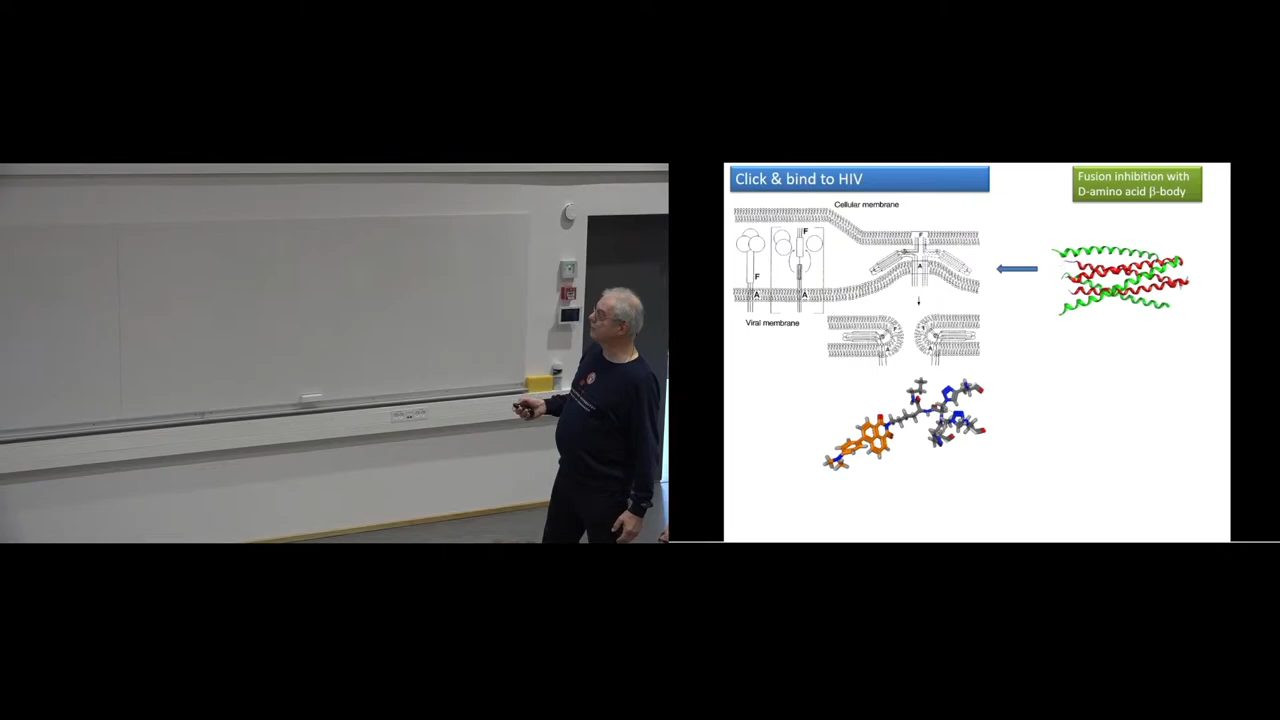 Click & bind to HIV
Fusion inhibition with
D-amino acid β-body
Cellular membrane
F
F
F
A
A
A
Viral membrane
A
A